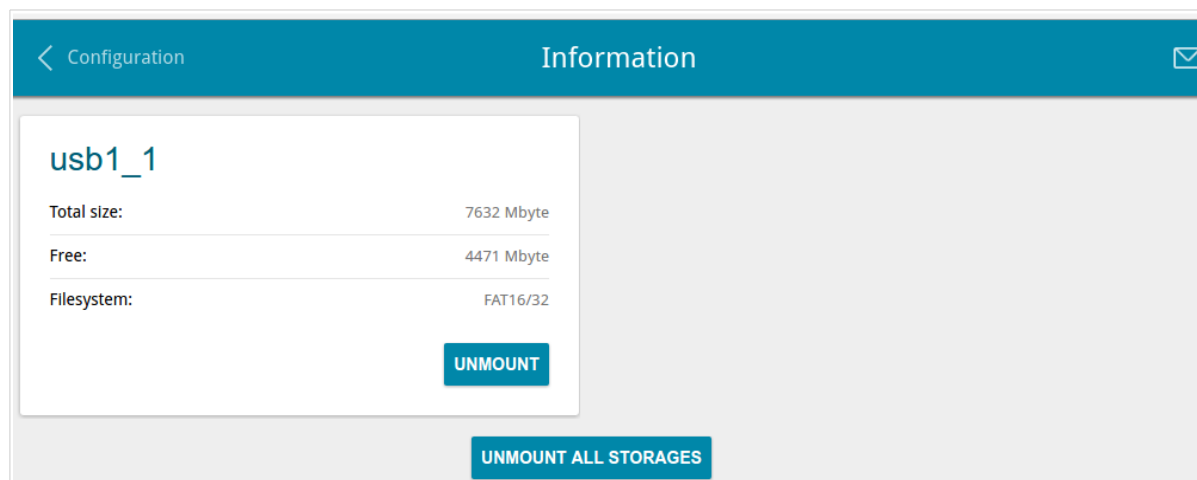 Configuration
Information
usb1_1
Total size: 7632 Mbyte
Free: 4471 Mbyte
Filesystem: FAT16/32
UNMOUNT
UNMOUNT ALL STORAGES